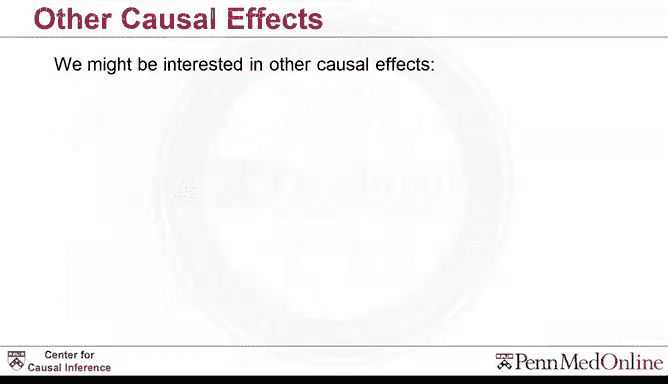 Other Causal Effects
We might be interested in other causal effects:
Center for
Causal Inference
PennMedOnline